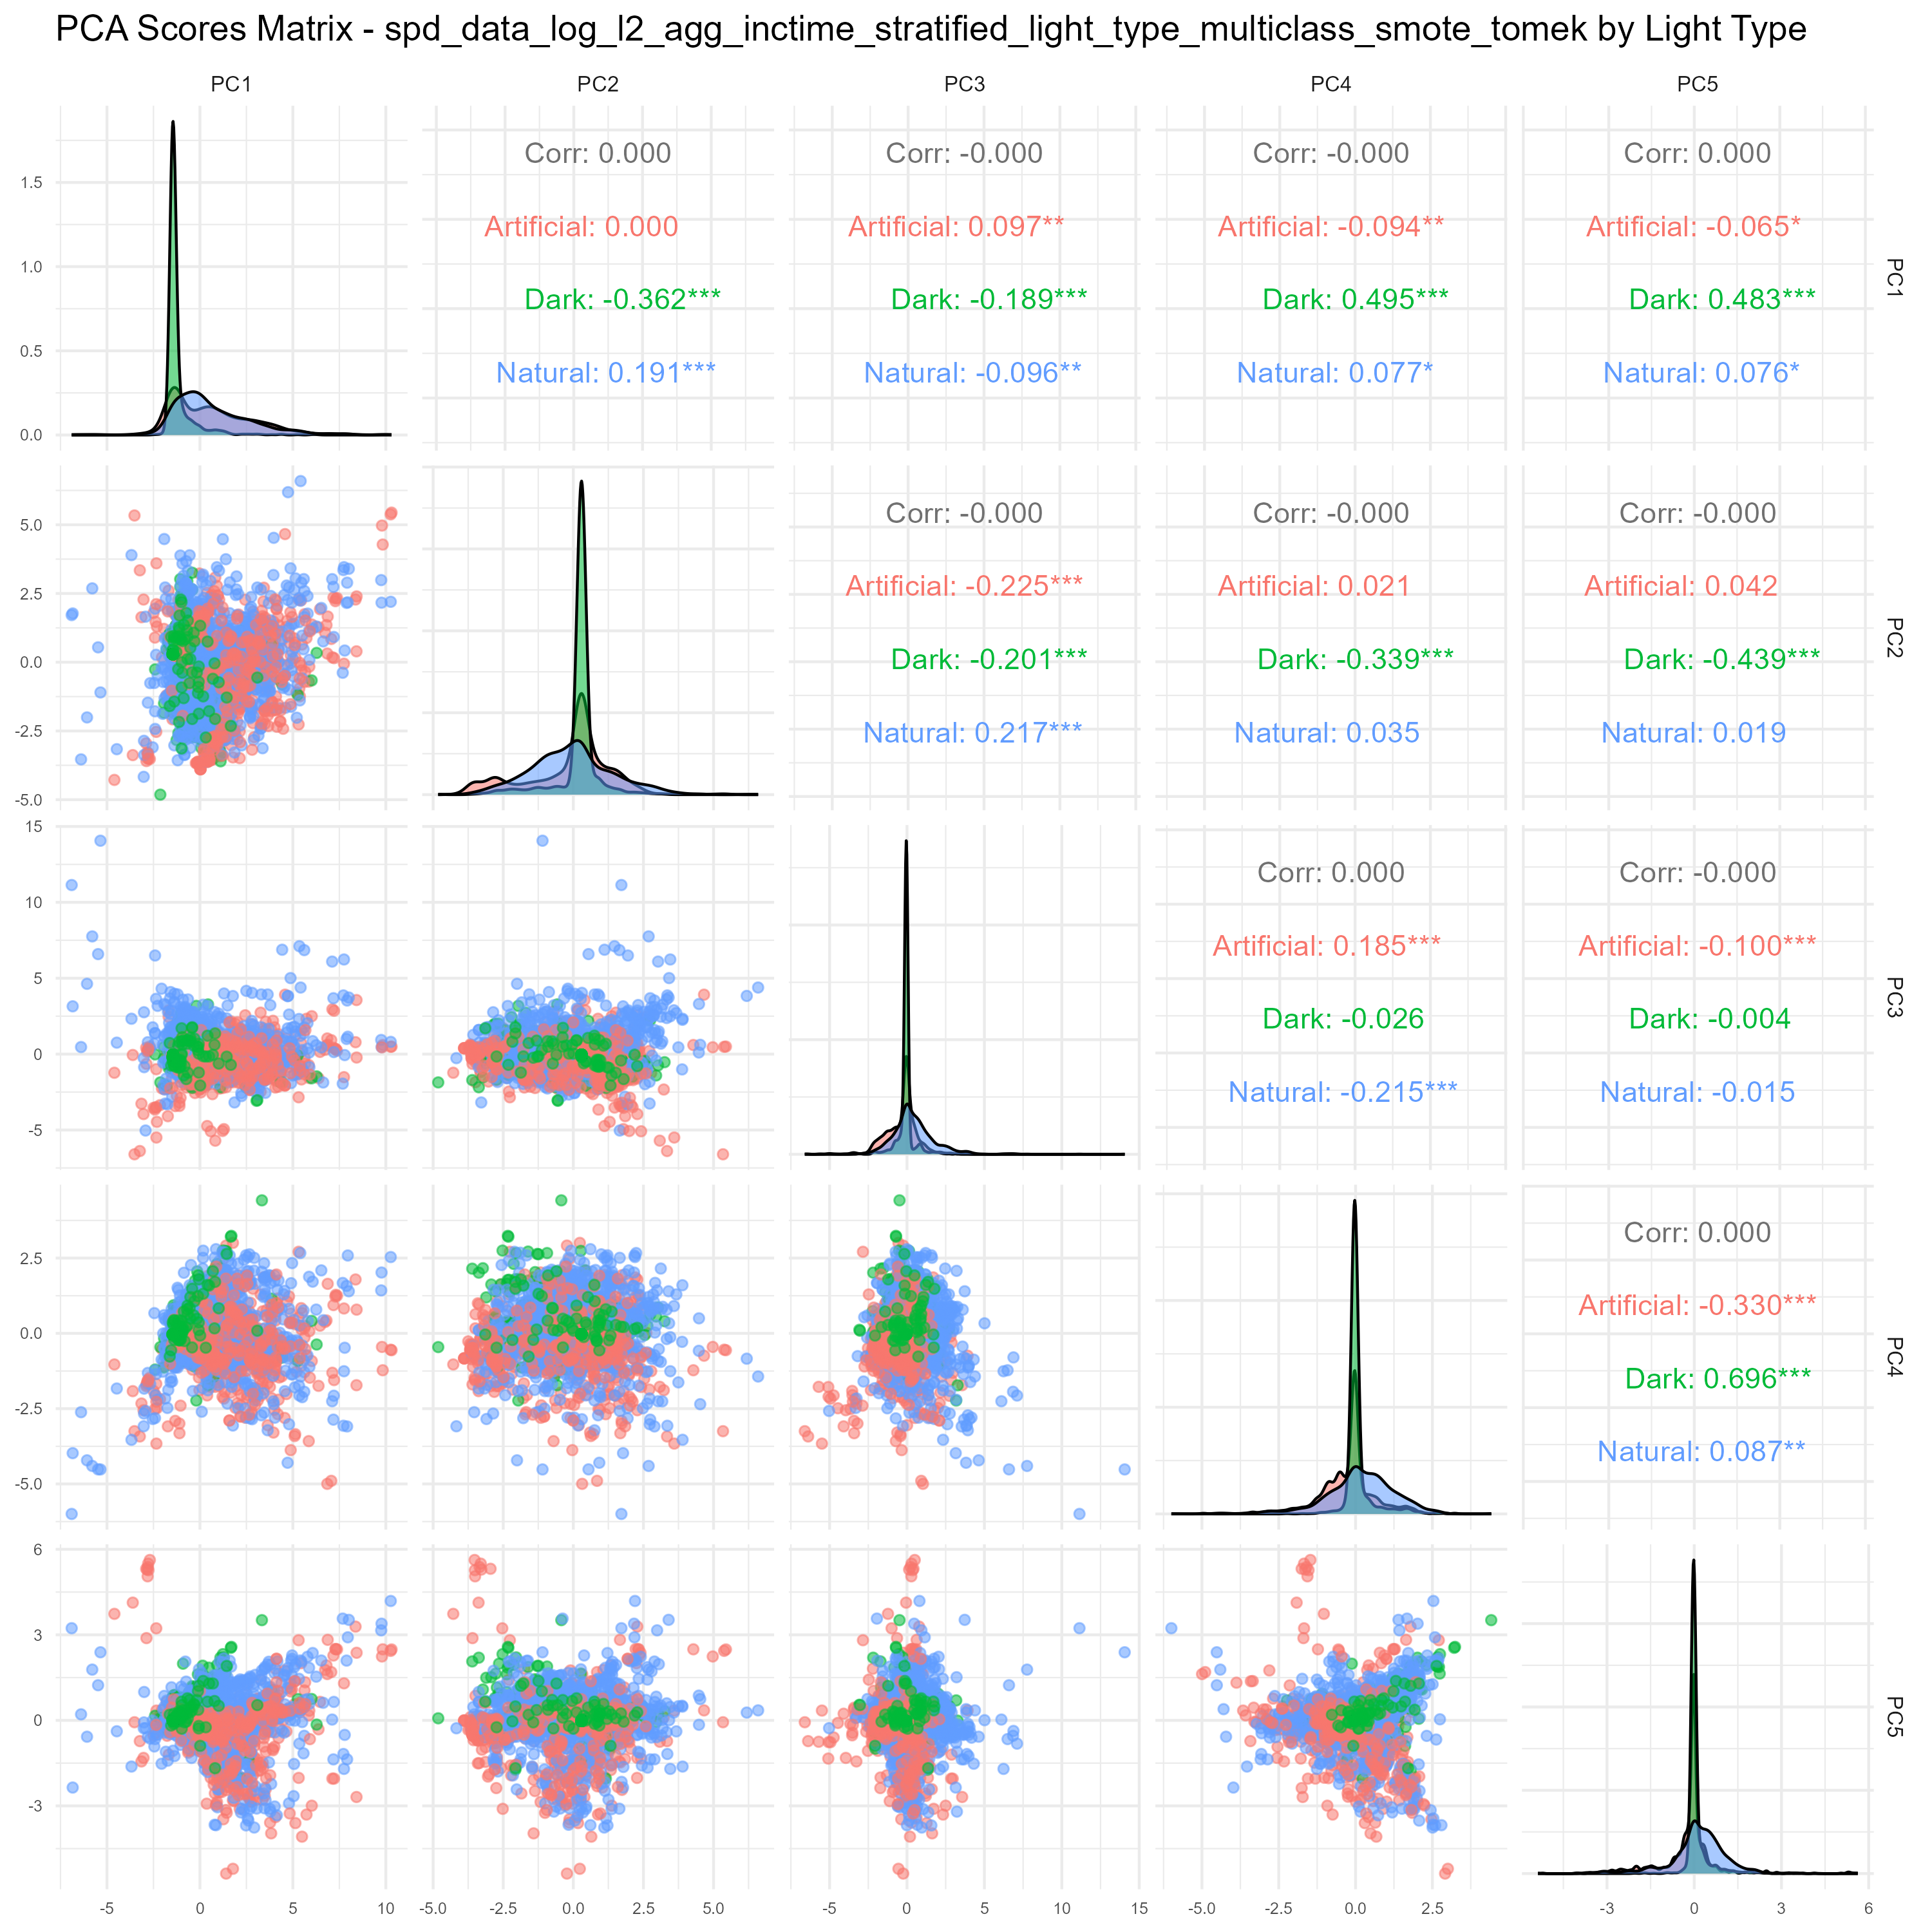 PCA Scores Matrix - spd_data_log_l2_agg_inctime_stratified_light_type_multiclass_smote_tomek by Light Type
PC1 PC2 PC3 PC4 PC5
1.5
1.0
0.5
0.0
Corr: 0.000
Artificial: 0.000
Dark: -0.362***
Natural: 0.191***
Corr: -0.000
Artificial: 0.097**
Dark: -0.189***
Natural: -0.096**
Corr: -0.000
Artificial: -0.094**
Dark: 0.495***
Natural: 0.077*
Corr: 0.000
Artificial: -0.065*
Dark: 0.483***
Natural: 0.076*
PC1
5.0
2.5
0.0
-2.5
-5.0
Corr: -0.000
Artificial: -0.225***
Dark: -0.201***
Natural: 0.217***
Corr: -0.000
Artificial: 0.021
Dark: -0.339***
Natural: 0.035
Corr: -0.000
Artificial: 0.042
Dark: -0.439***
Natural: 0.019
PC2
15
10
5
0
-5
Corr: 0.000
Artificial: 0.185***
Dark: -0.026
Natural: -0.215***
Corr: -0.000
Artificial: -0.100***
Dark: -0.004
Natural: -0.015
PC3
2.5
0.0
-2.5
-5.0
Corr: 0.000
Artificial: -0.330***
Dark: 0.696***
Natural: 0.087**
PC4
6
3
0
-3
PC5
-5 0 5 10
-5.0 -2.5 0.0 2.5 5.0
-5 0 5 10 15
-5.0 -2.5 0.0 2.5
-3 0 3 6